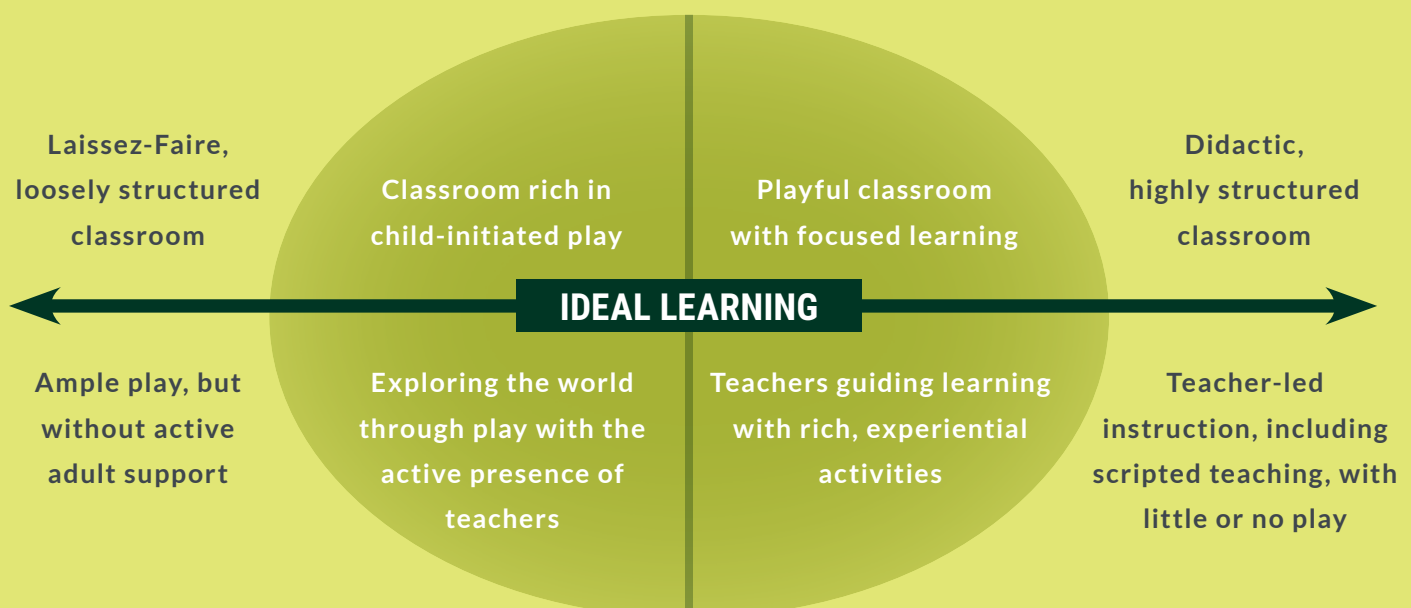 Laissez-Faire,
loosely structured
classroom
Classroom rich in
child-initiated play
Playful classroom
with focused learning
Didactic,
highly structured
classroom
IDEAL LEARNING
Ample play, but
without active
adult support
Exploring the world
through play with the
active presence of
teachers
Teachers guiding learning
with rich, experiential
activities
Teacher-led
instruction, including
scripted teaching, with
little or no play